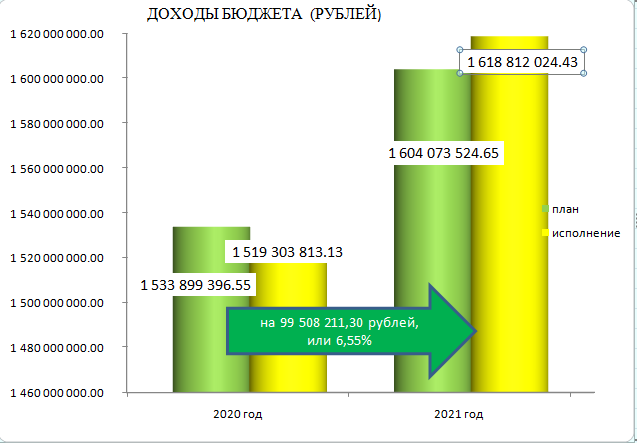 ДОХОДЫ БЮДЖЕТА (РУБЛЕЙ)
1 620 000 000.00
1 600 000 000.00
1 580 000 000.00
1 560 000 000.00
1 540 000 000.00
1 520 000 000.00
1 500 000 000.00
1 480 000 000.00
1 460 000 000.00
1 618 812 024.43
1 604 073 524.65
1 519 303 813.13
1 533 899 396.55
план
исполнение
на 99 508 211,30 рублей,
или 6,55%
2020 год
2021 год